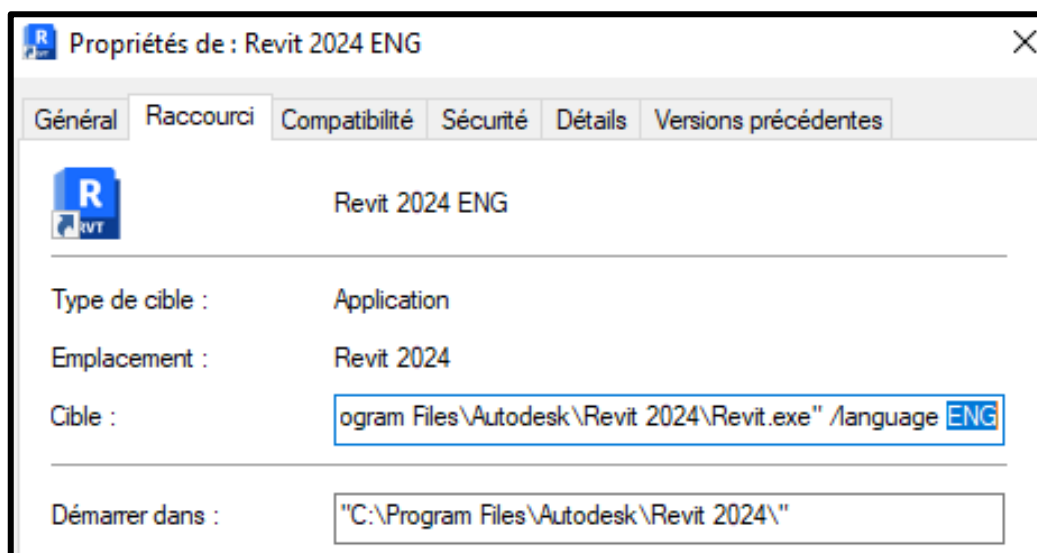 Propriétés de : Revit 2024 ENG
Général Raccourci Compatibilité Sécurité Détails Versions précédentes
R
RVT
Revit 2024 ENG
Type de cible : Application
Emplacement : Revit 2024
Cible : ogram Files\Autodesk\Revit 2024\Revit.exe" /language ENG
Démarrer dans : "C:\Program Files\Autodesk\Revit 2024\"